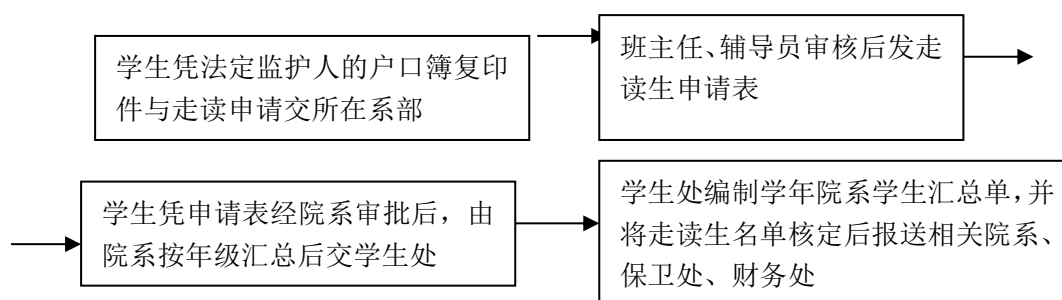 学生凭法定监护人的户口簿复印
件与走读申请交所在系部
班主任、辅导员审核后发走
读生申请表
学生凭申请表经院系审批后，由
院系按年级汇总后交学生处
学生处编制学年院系学生汇总单，并
将走读生名单核定后报送相关院系、
保卫处、财务处